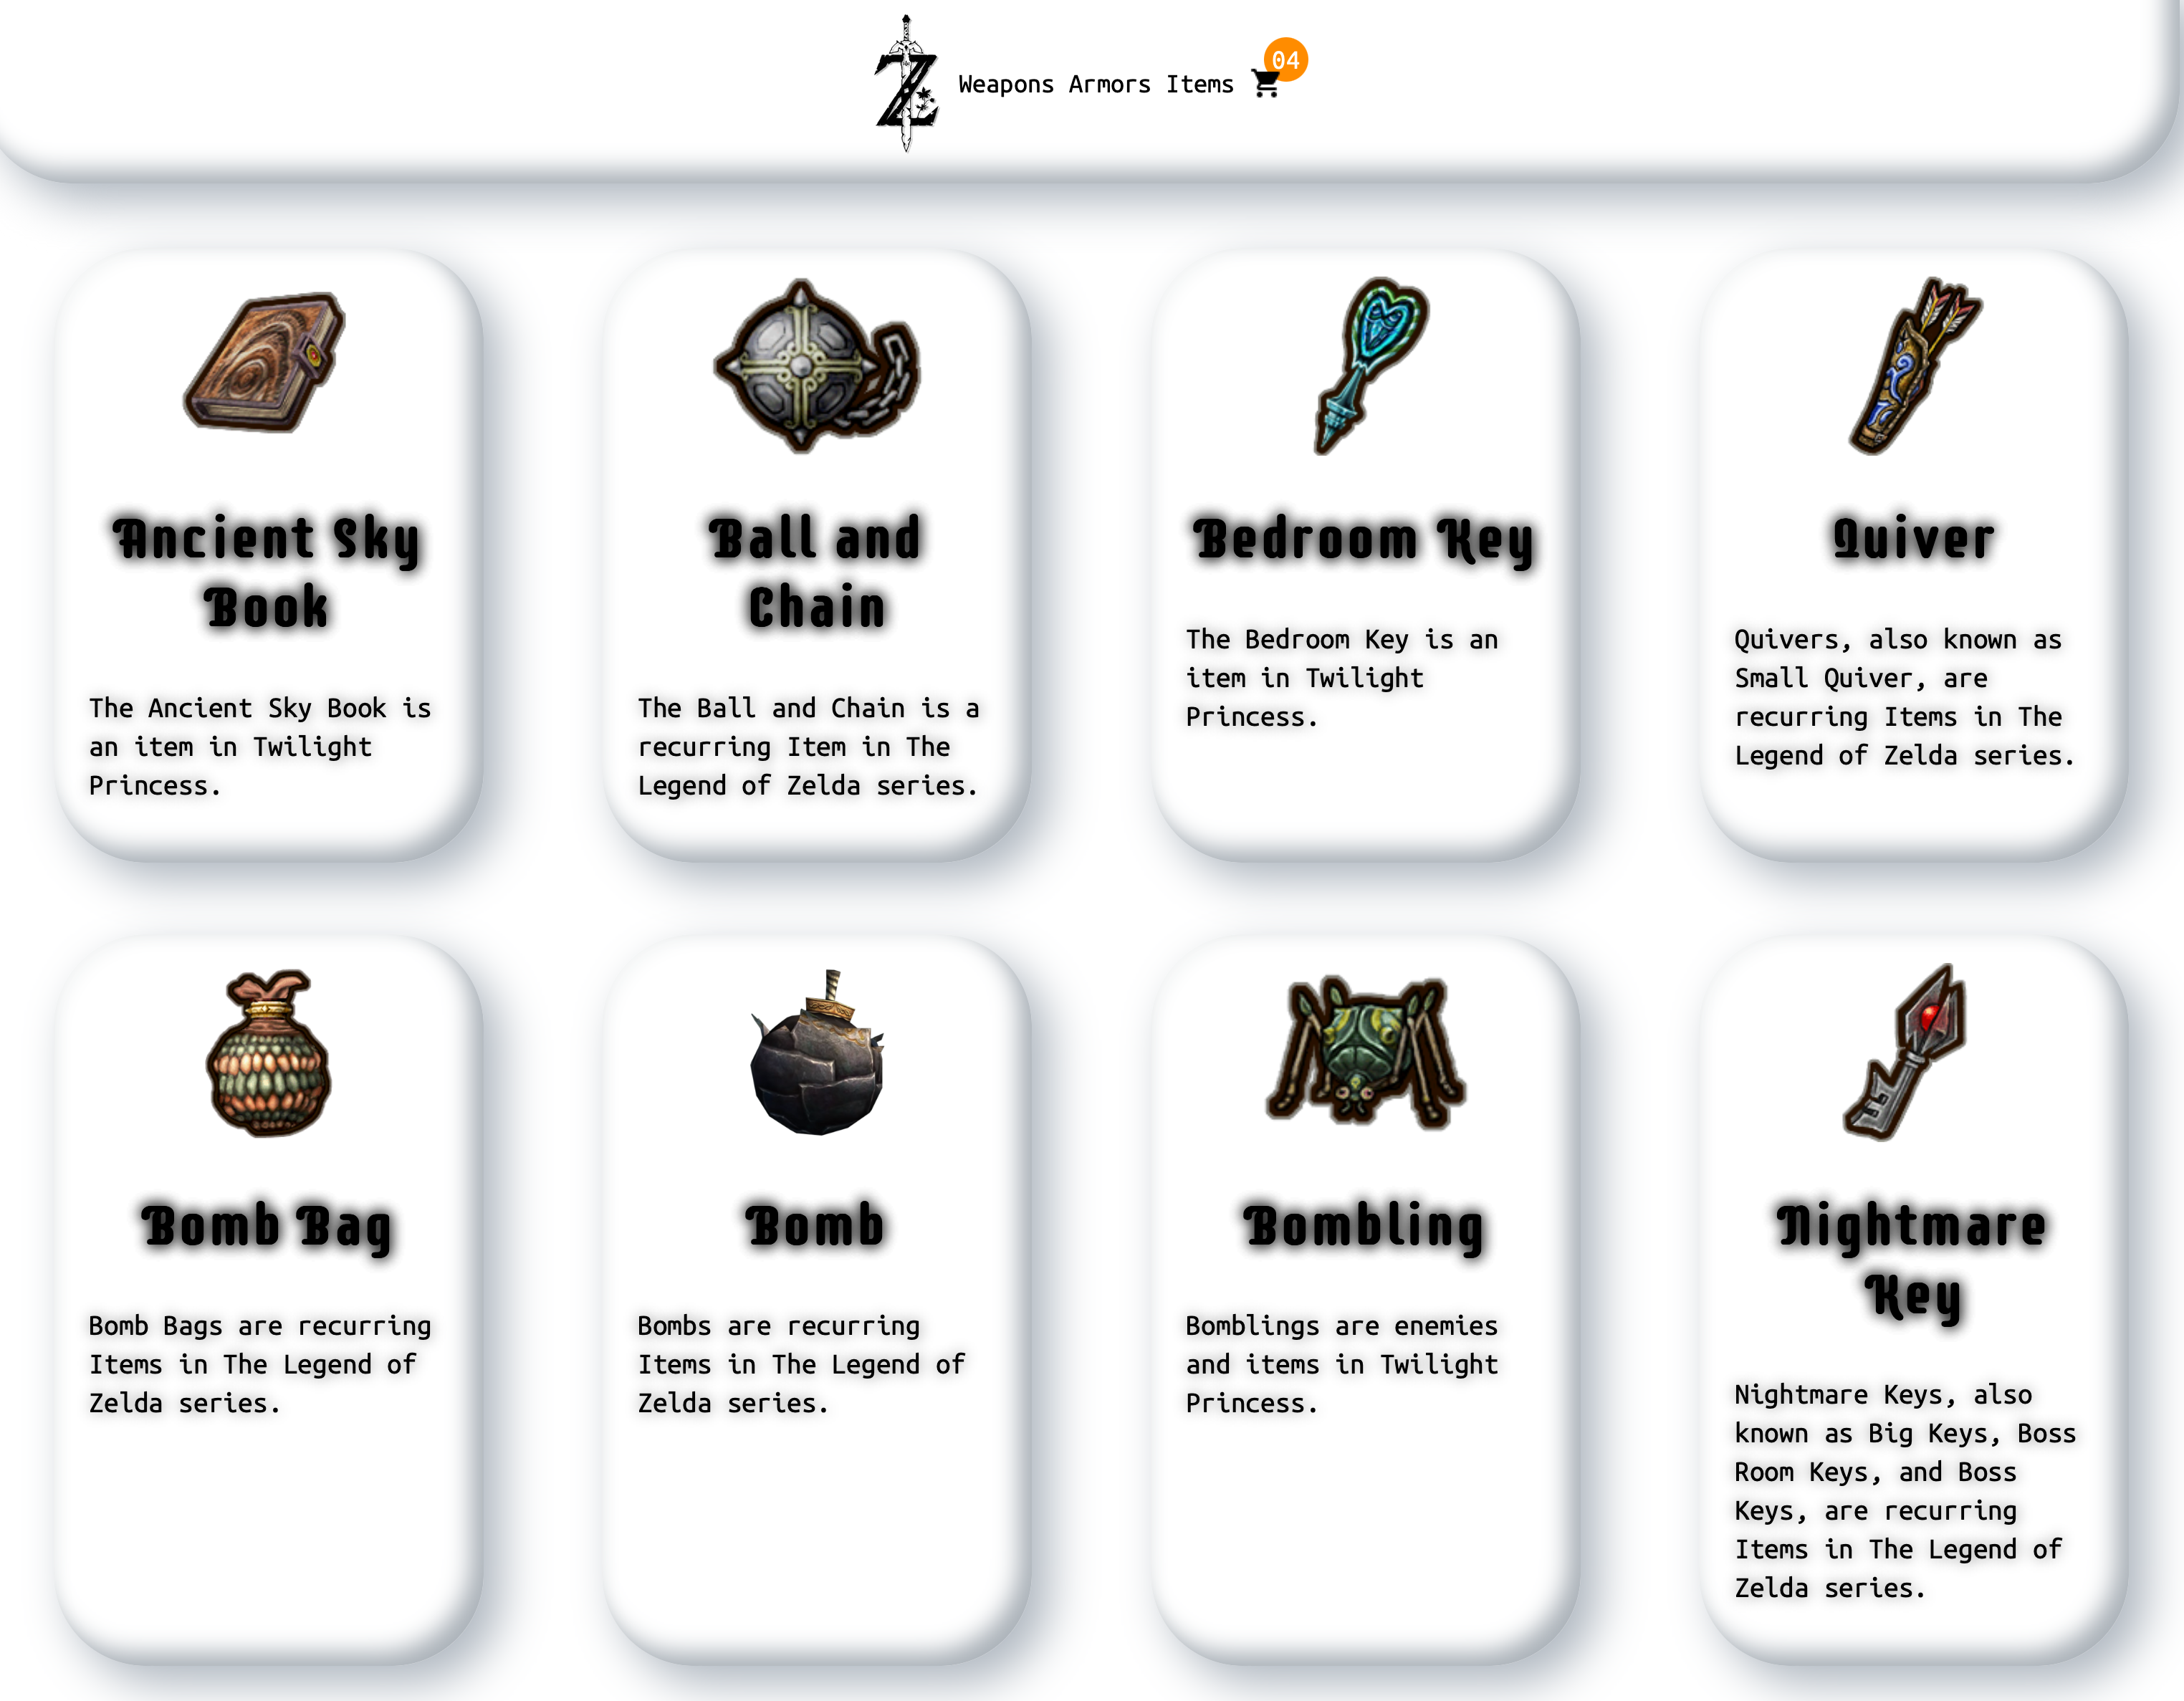 Z
Weapons Armors Items
04
Ancient Sky
Book
The Ancient Sky Book is
an item in Twilight
Princess.
Ball and
Chain
The Ball and Chain is a
recurring Item in The
Legend of Zelda series.
Bedroom Key
The Bedroom Key is an
item in Twilight
Princess.
Quiver
Quivers, also known as
Small Quiver, are
recurring Items in The
Legend of Zelda series.
Bomb Bag
Bomb Bags are recurring
Items in The Legend of
Zelda series.
Bomb
Bombs are recurring
Items in The Legend of
Zelda series.
Bombling
Bomblings are enemies
and items in Twilight
Princess.
Nightmare
Key
Nightmare Keys, also
known as Big Keys, Boss
Room Keys, and Boss
Keys, are recurring
Items in The Legend of
Zelda series.